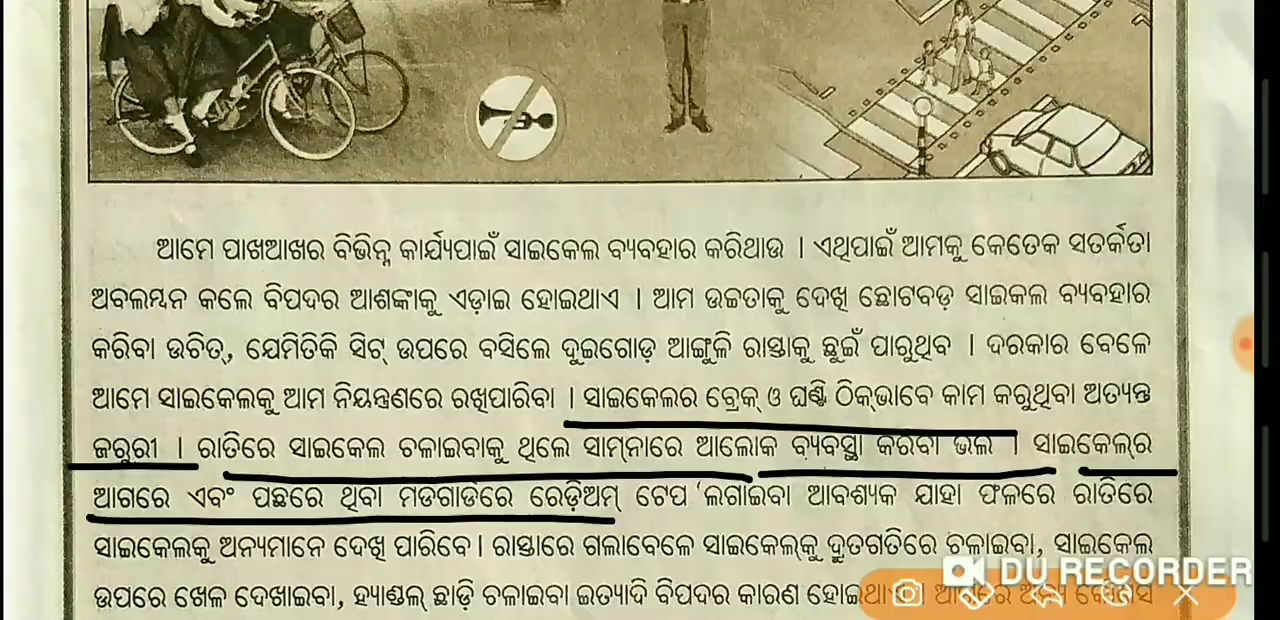 ଆମେ ପାଖଆଖର ବିଭିନ୍ନ କାର୍ଯ୍ୟପାଇଁ ସାଇକେଲ ବ୍ୟବହାର କରିଥାଉ । ଏଥିପାଇଁ ଆମକୁ କେତେକ ସତର୍କତା
ଅବଲମ୍ବନ କଲେ ବିପଦର ଆଶଙ୍କାକୁ ଏଡ଼ାଇ ହୋଇଥାଏ । ଆମ ଉଚ୍ଚତାକୁ ଦେଖି ଛୋଟବଡ଼ ସାଇକଲ ବ୍ୟବହାର
କରିବା ଉଚିତ୍, ଯେମିତିକି ସିଟ୍ ଉପରେ ବସିଲେ ଦୁଇଗୋଡ଼ ଆଙ୍ଗୁଳି ରାସ୍ତାକୁ ଛୁଇଁ ପାରୁଥିବ । ଦରକାର ବେଳେ
ଆମେ ସାଇକେଲକୁ ଆମ ନିୟନ୍ତ୍ରଣରେ ରଖିପାରିବା । ସାଇକେଲର ବ୍ରେକ୍ ଓ ଘଣ୍ଟି ଠିକ୍‌ଭାବେ କାମ କରୁଥିବା ଅତ୍ୟନ୍ତ
ଜରୁରୀ । ରାତିରେ ସାଇକେଲ ଚଳାଇବାକୁ ଥିଲେ ସାମ୍‌ନାରେ ଆଲୋକ ବ୍ୟବସ୍ଥା କରିବା ଭଲ । ସାଇକେଲ୍‌ର
ଆଗରେ ଏବଂ ପଛରେ ଥିବା ମଡଗାର୍ଡରେ ରେଡ଼ିଅମ୍ ଟେପ ‘ଲଗାଇବା ଆବଶ୍ୟକ ଯାହା ଫଳରେ ରାତିରେ
ସାଇକେଲକୁ ଅନ୍ୟମାନେ ଦେଖି ପାରିବେ। ରାସ୍ତାରେ ଗଲାବେଳେ ସାଇକେଲ୍‌କୁ ଦ୍ରୁତଗତିରେ ଚଳାଇବା, ସାଇକେଲ
ଉପରେ ଖେଳ ଦେଖାଇବା, ହ୍ୟାଣ୍ଡଲ୍ ଛାଡ଼ି ଚଳାଇବା ଇତ୍ୟାଦି ବିପଦର କାରଣ
DU RECORDER